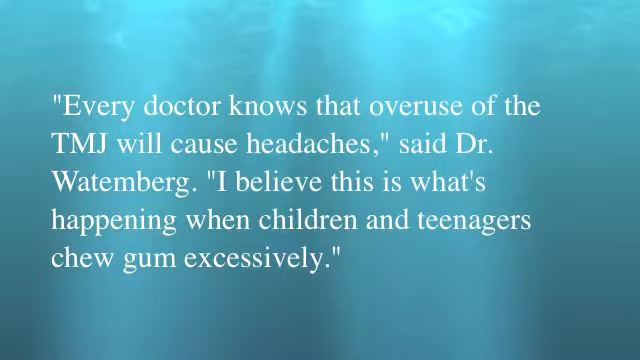 "Every doctor knows that overuse of the
TMJ will cause headaches," said Dr.
Watemberg. "I believe this is what's
happening when children and teenagers
chew gum excessively."